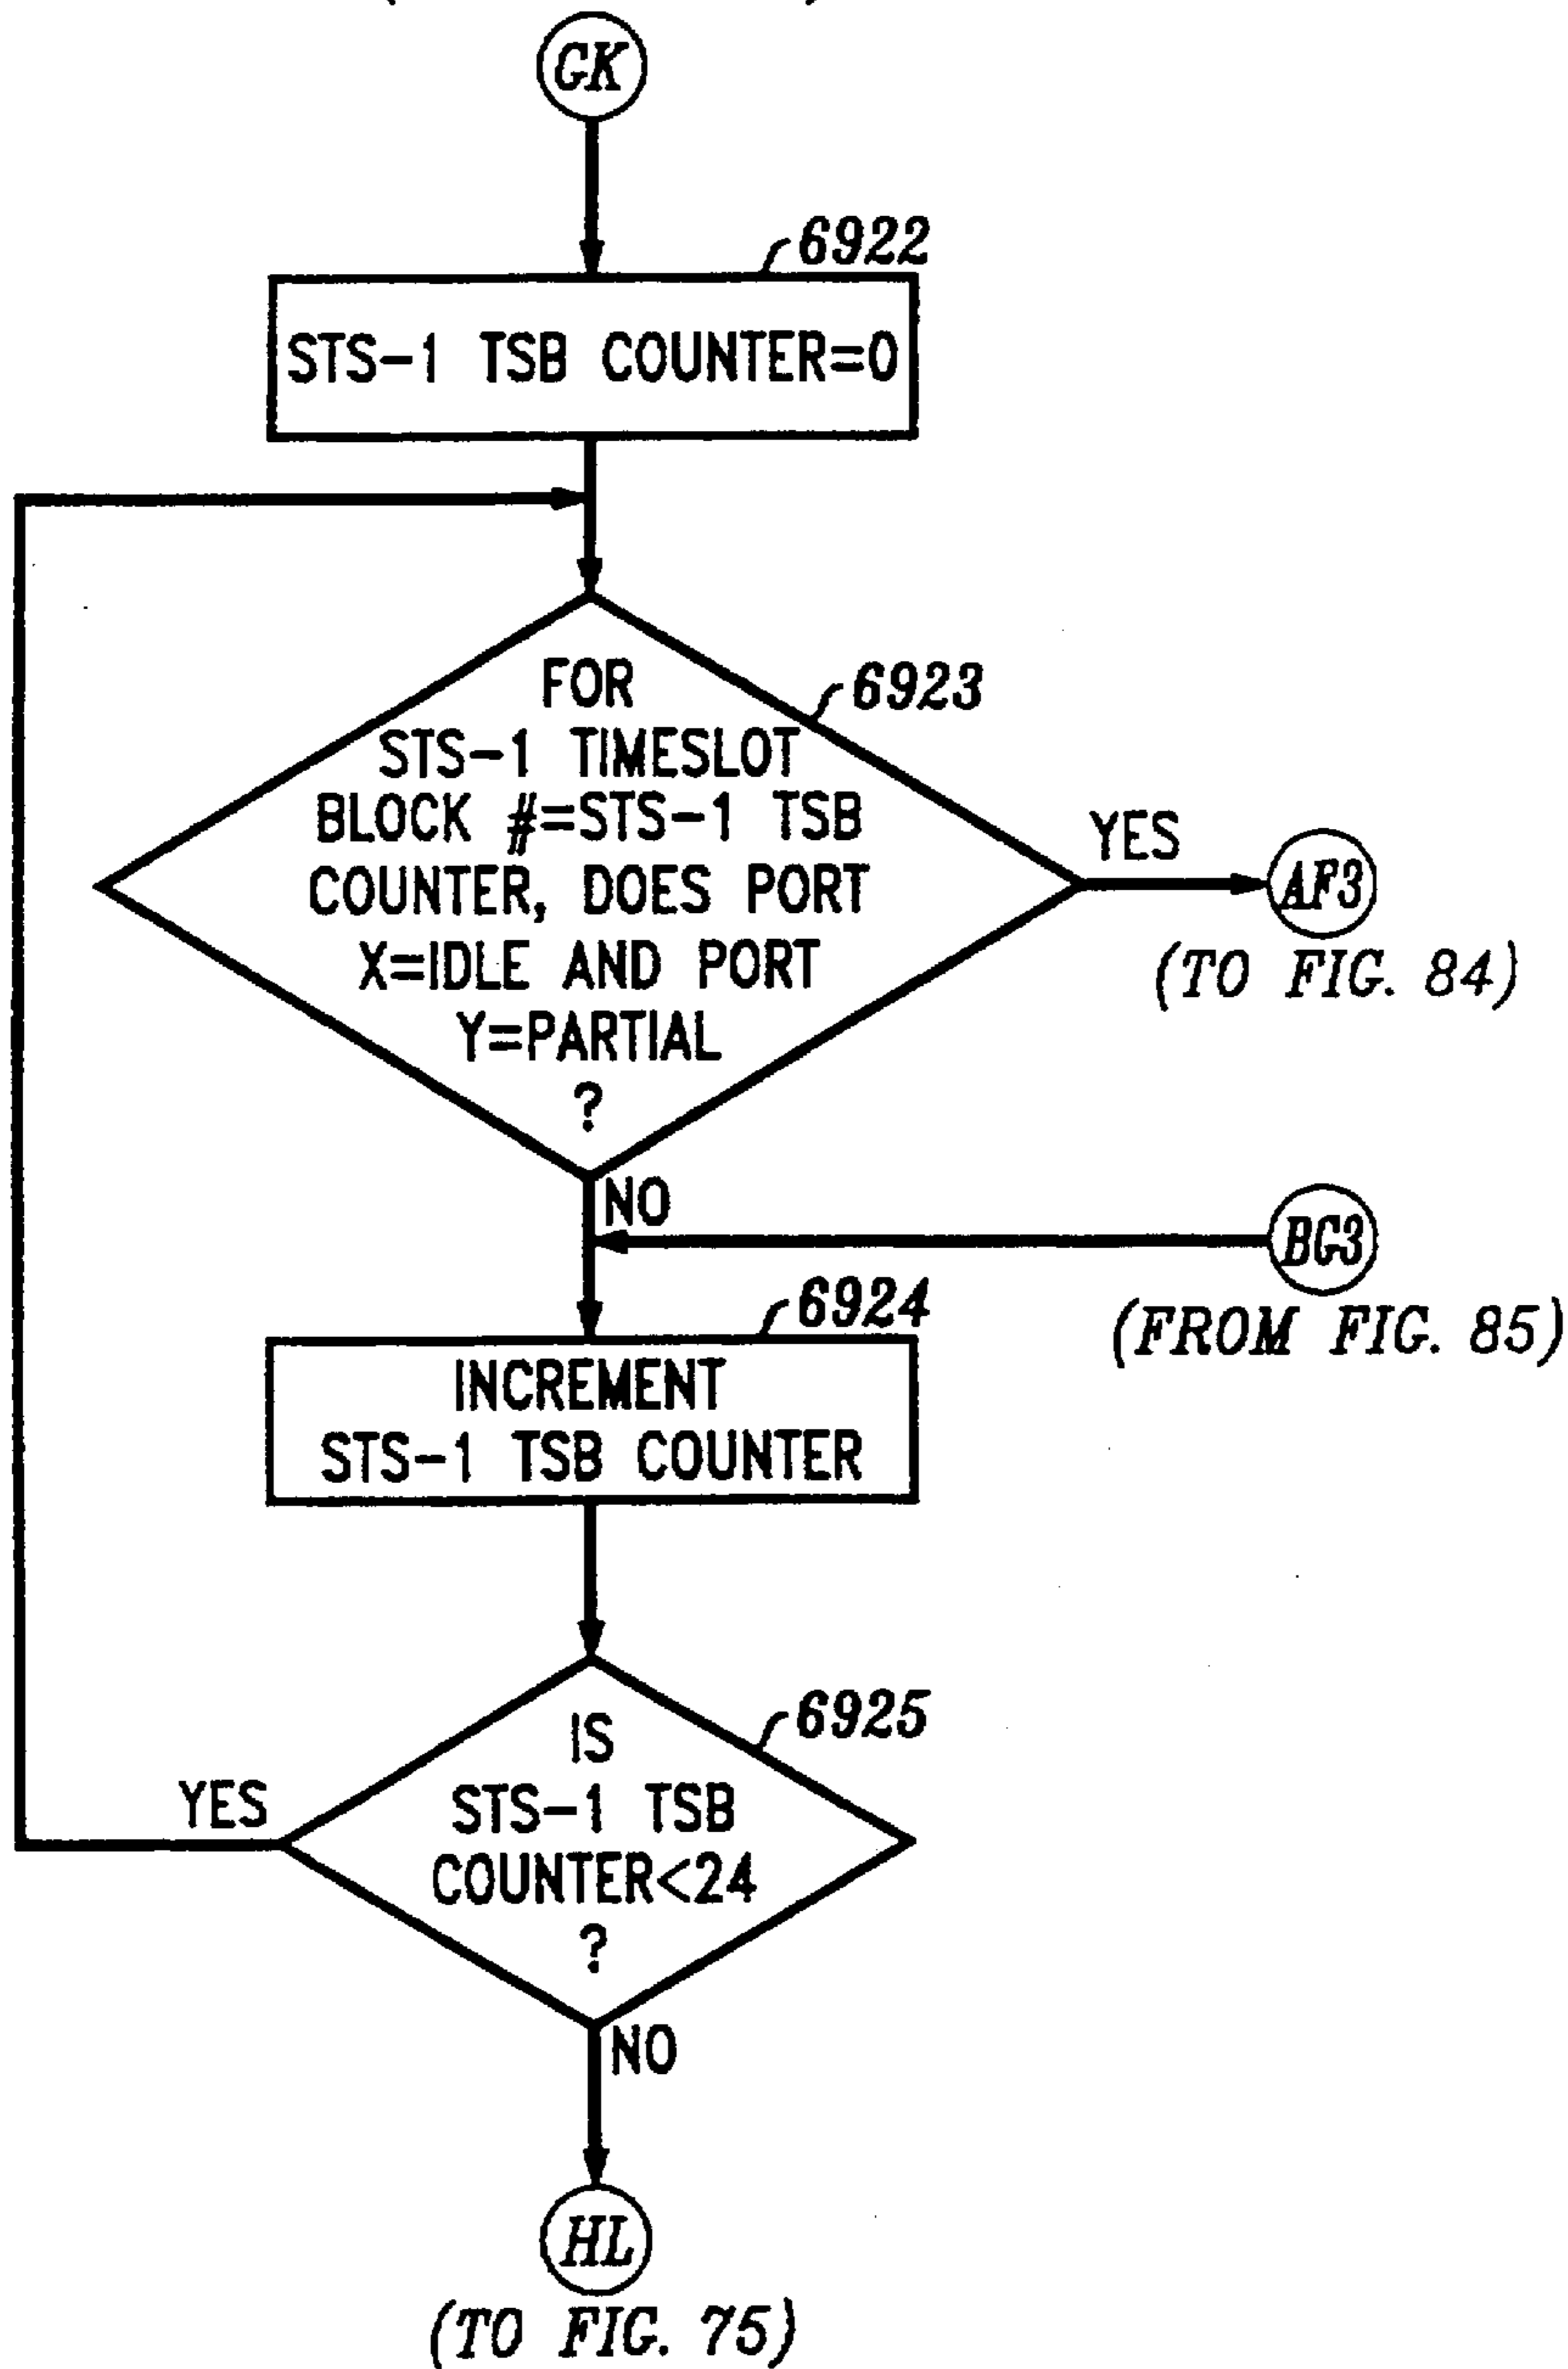 GK
6922
STS-1 TSB COUNTER=0
FOR
6923
STS-1 TIMESLOT
BLOCK #=STS-1 TSB
COUNTER, DOES PORT
X=IDLE AND PORT
Y=PARTIAL
?
YES
AF3
(TO FIG. 84)
NO
BG3
(FROM FIG. 85)
6924
INCREMENT
STS-1 TSB COUNTER
6925
IS
STS-1 TSB
COUNTER<24
?
YES
NO
HL
(TO FIG. 75)